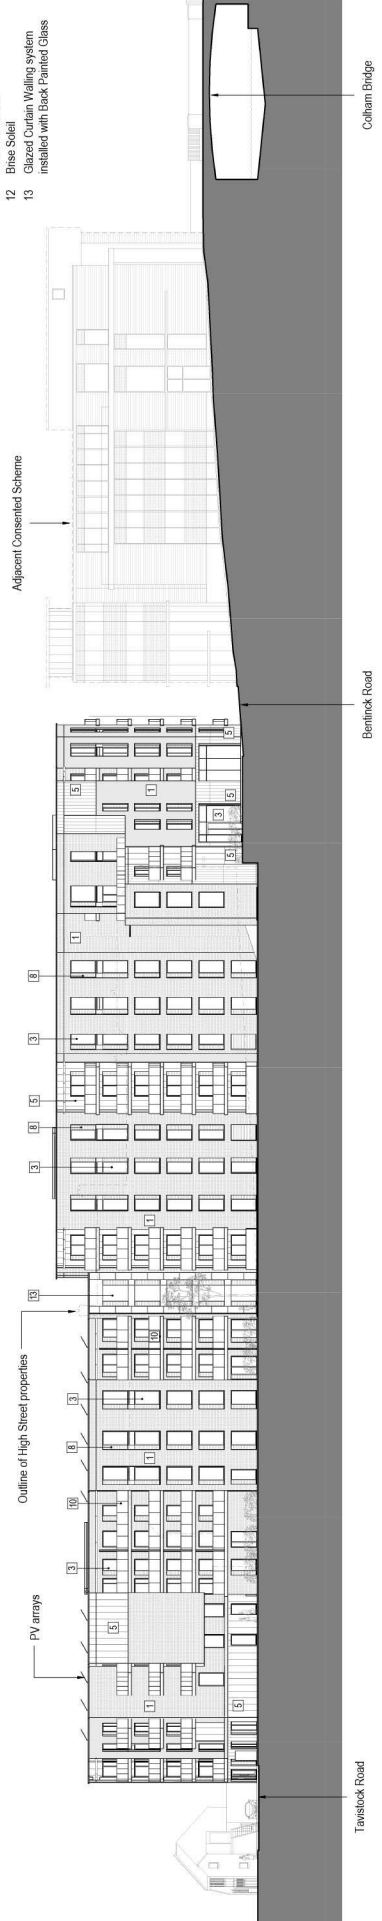 12 Brise Soleil
13 Glazed Curtain Walling system
installed with Back Painted Glass
Adjacent Consented Scheme
Outline of High Street properties
PV arrays
3
10
8
3
13
3
8
5
3
8
1
5
1
5
5
3
5
1
10
1
5
1
5
Tavistock Road
Bentinck Road
Colham Bridge